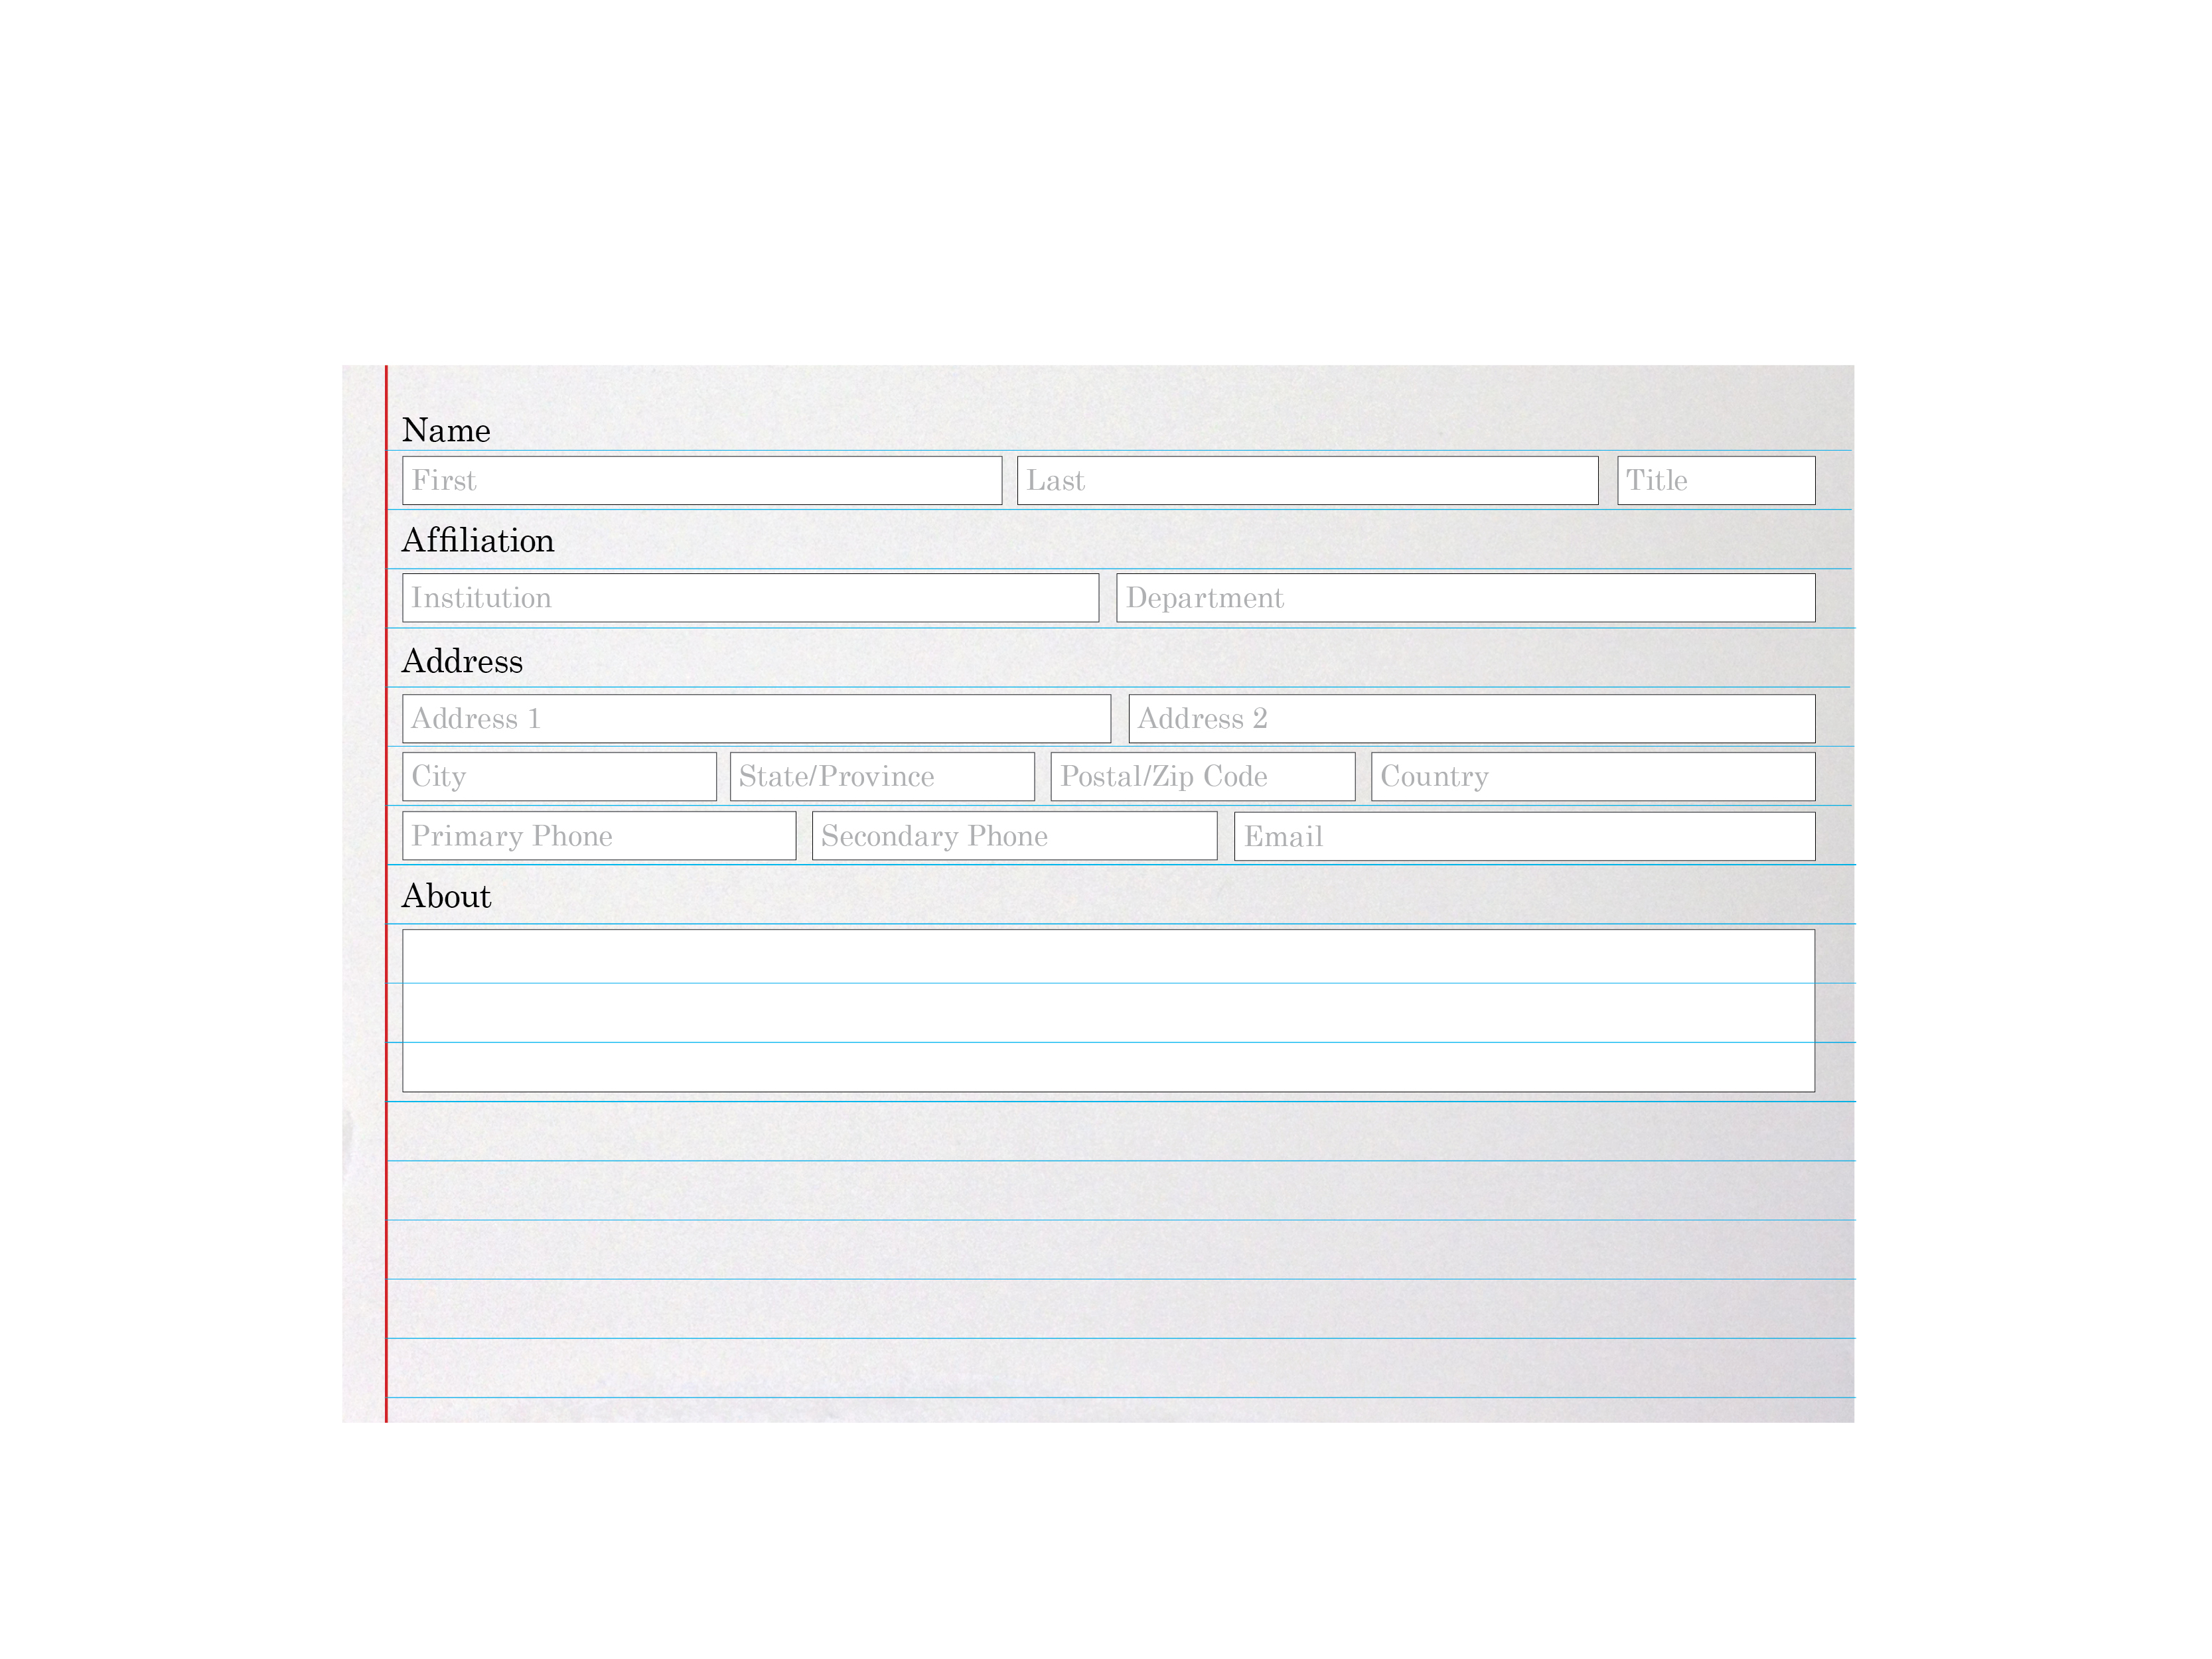 Name
First Last Title
Affiliation
Institution Department
Address
Address 1 Address 2
City State/Province Postal/Zip Code Country
Primary Phone Secondary Phone Email
About